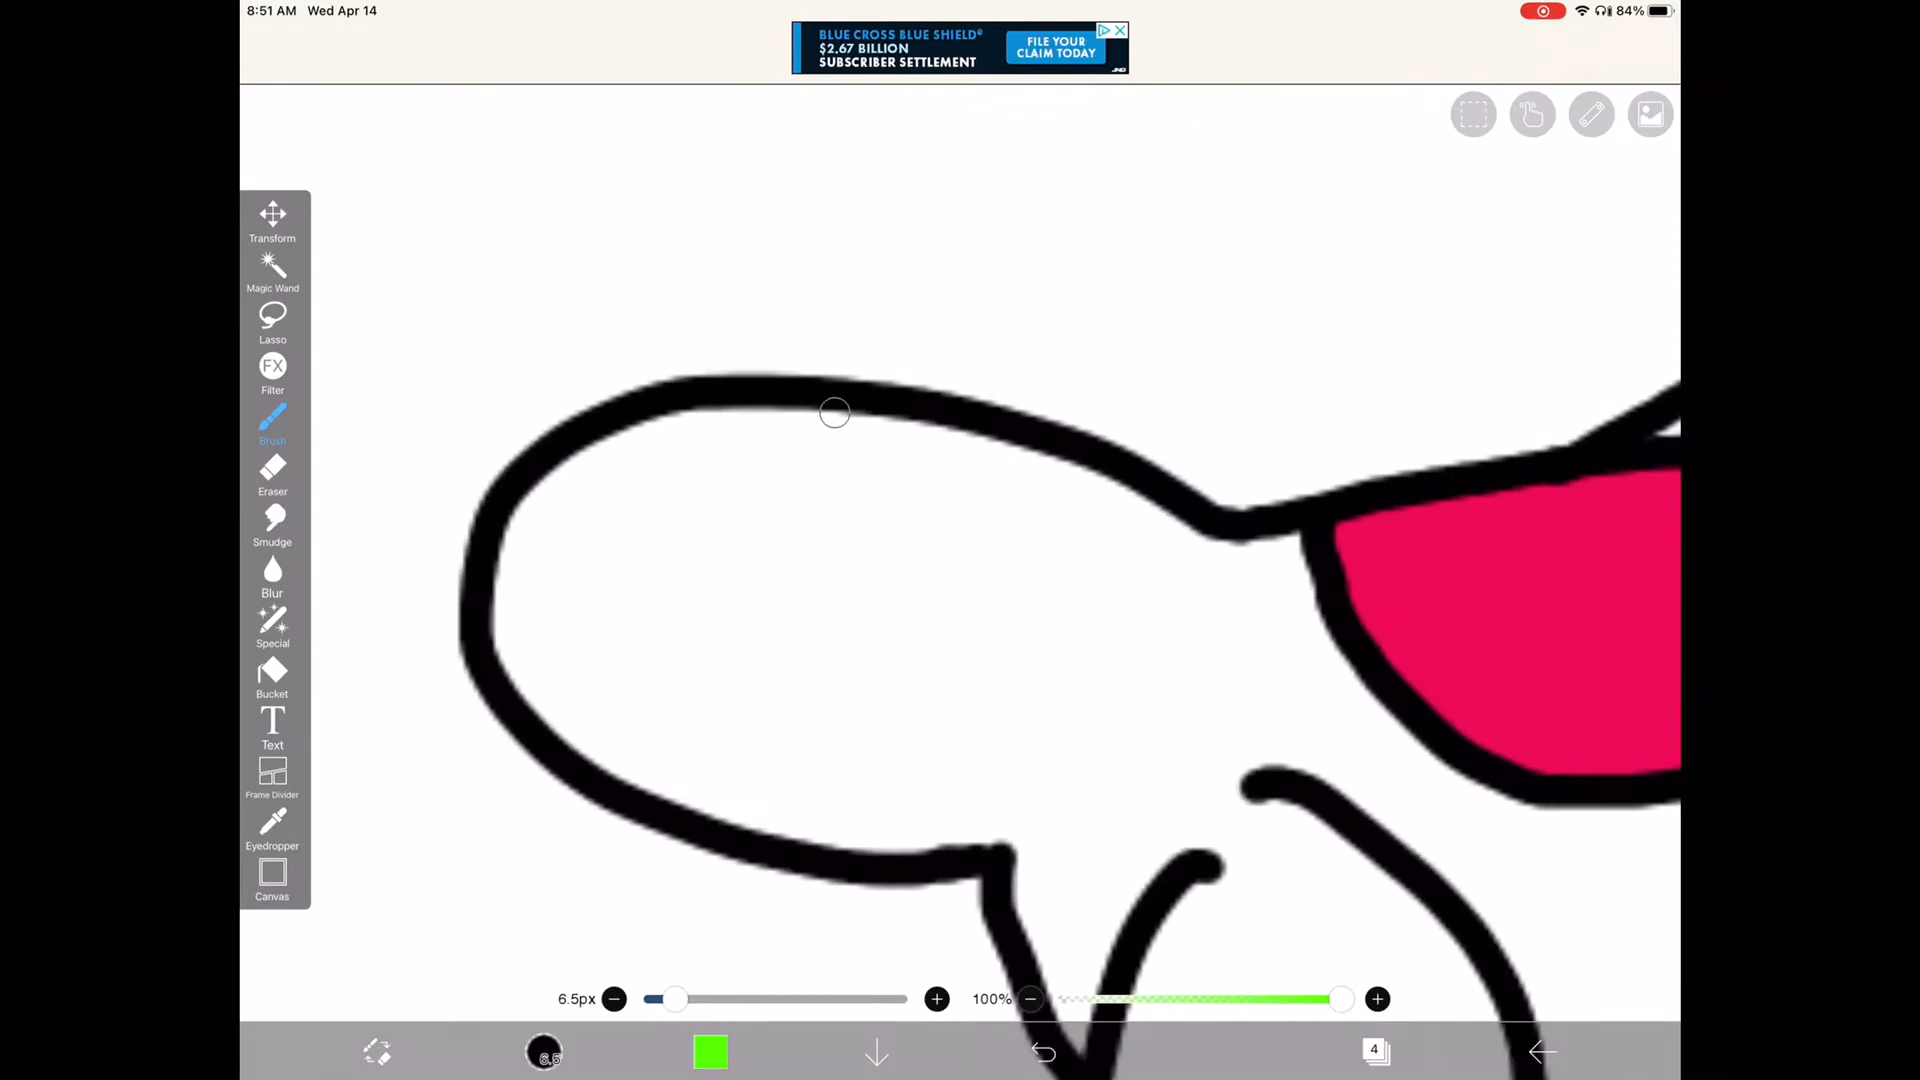 8:51 AM Wed Apr 14
84%
BLUE CROSS BLUE SHIELD®
$2.67 BILLION
SUBSCRIBER SETTLEMENT
FILE YOUR
CLAIM TODAY
JND
Transform
Magic Wand
Lasso
FX
Filter
Brush
Eraser
Smudge
Blur
Special
Bucket
T
Text
Frame Divider
Eyedropper
Canvas
6.5px
100%
6.5
4